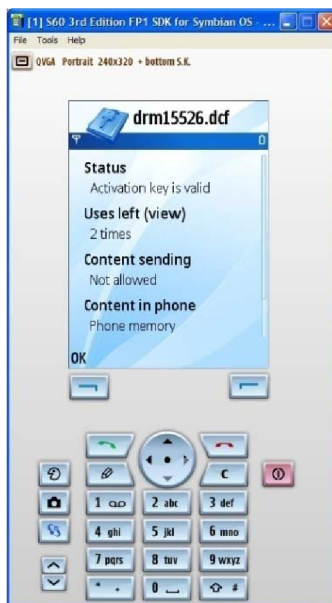 [1] S60 3rd Edition FP1 SDK for Symbian OS - ...
File Tools Help
QVGA Portrait 240x320 + bottom S.K.
drm15526.dcf
Status
Activation key is valid
Uses left (view)
2 times
Content sending
Not allowed
Content in phone
Phone memory
OK
C
1 2 abc 3 def
4 ghi 5 jkl 6 mno
7 pqrs 8 tuv 9 wxyz
* + 0 #